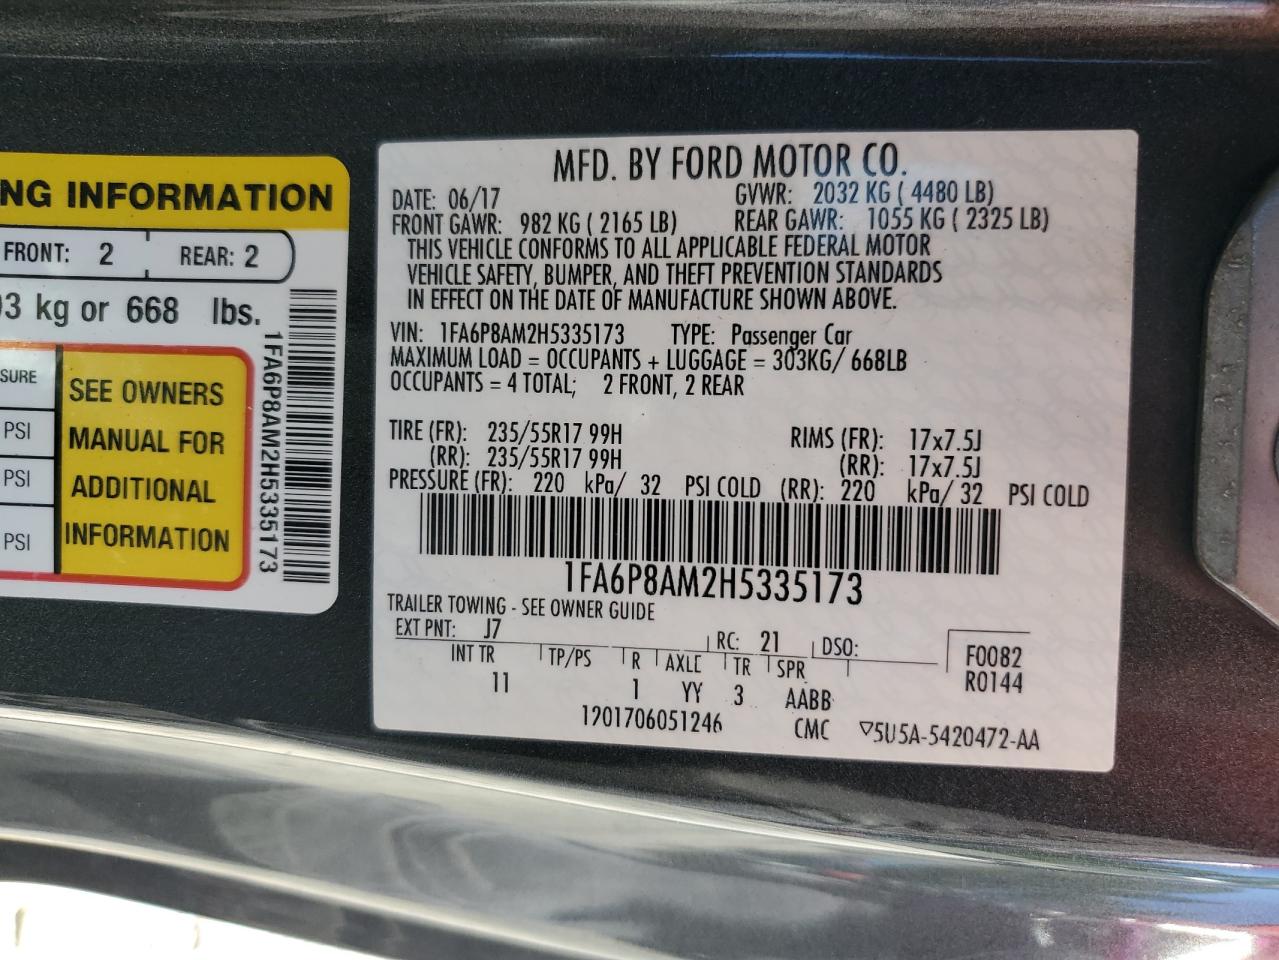 NG INFORMATION
FRONT: 2 REAR: 2
03 kg or 668 lbs.
SURE
PSI
PSI
PSI
SEE OWNERS
MANUAL FOR
ADDITIONAL
INFORMATION
1FA6P8AM2H5335173
MFD. BY FORD MOTOR CO.
DATE: 06/17 GVWR: 2032 KG ( 4480 LB)
FRONT GAWR: 982 KG ( 2165 LB) REAR GAWR: 1055 KG ( 2325 LB)
THIS VEHICLE CONFORMS TO ALL APPLICABLE FEDERAL MOTOR
VEHICLE SAFETY, BUMPER, AND THEFT PREVENTION STANDARDS
IN EFFECT ON THE DATE OF MANUFACTURE SHOWN ABOVE.
VIN: 1FA6P8AM2H5335173 TYPE: Passenger Car
MAXIMUM LOAD = OCCUPANTS + LUGGAGE = 303KG/ 668LB
OCCUPANTS = 4 TOTAL; 2 FRONT, 2 REAR
TIRE (FR): 235/55R17 99H RIMS (FR): 17x7.5J
(RR): 235/55R17 99H (RR): 17x7.5J
PRESSURE (FR): 220 kPa/ 32 PSI COLD (RR): 220 kPa/ 32 PSI COLD
1FA6P8AM2H5335173
TRAILER TOWING - SEE OWNER GUIDE
EXT PNT: J7 RC: 21 DSO: F0082
INT TR TP/PS R AXLE TR SPR R0144
11 1 YY 3 AABB
1201706051246 CMC ▽5U5A-5420472-AA